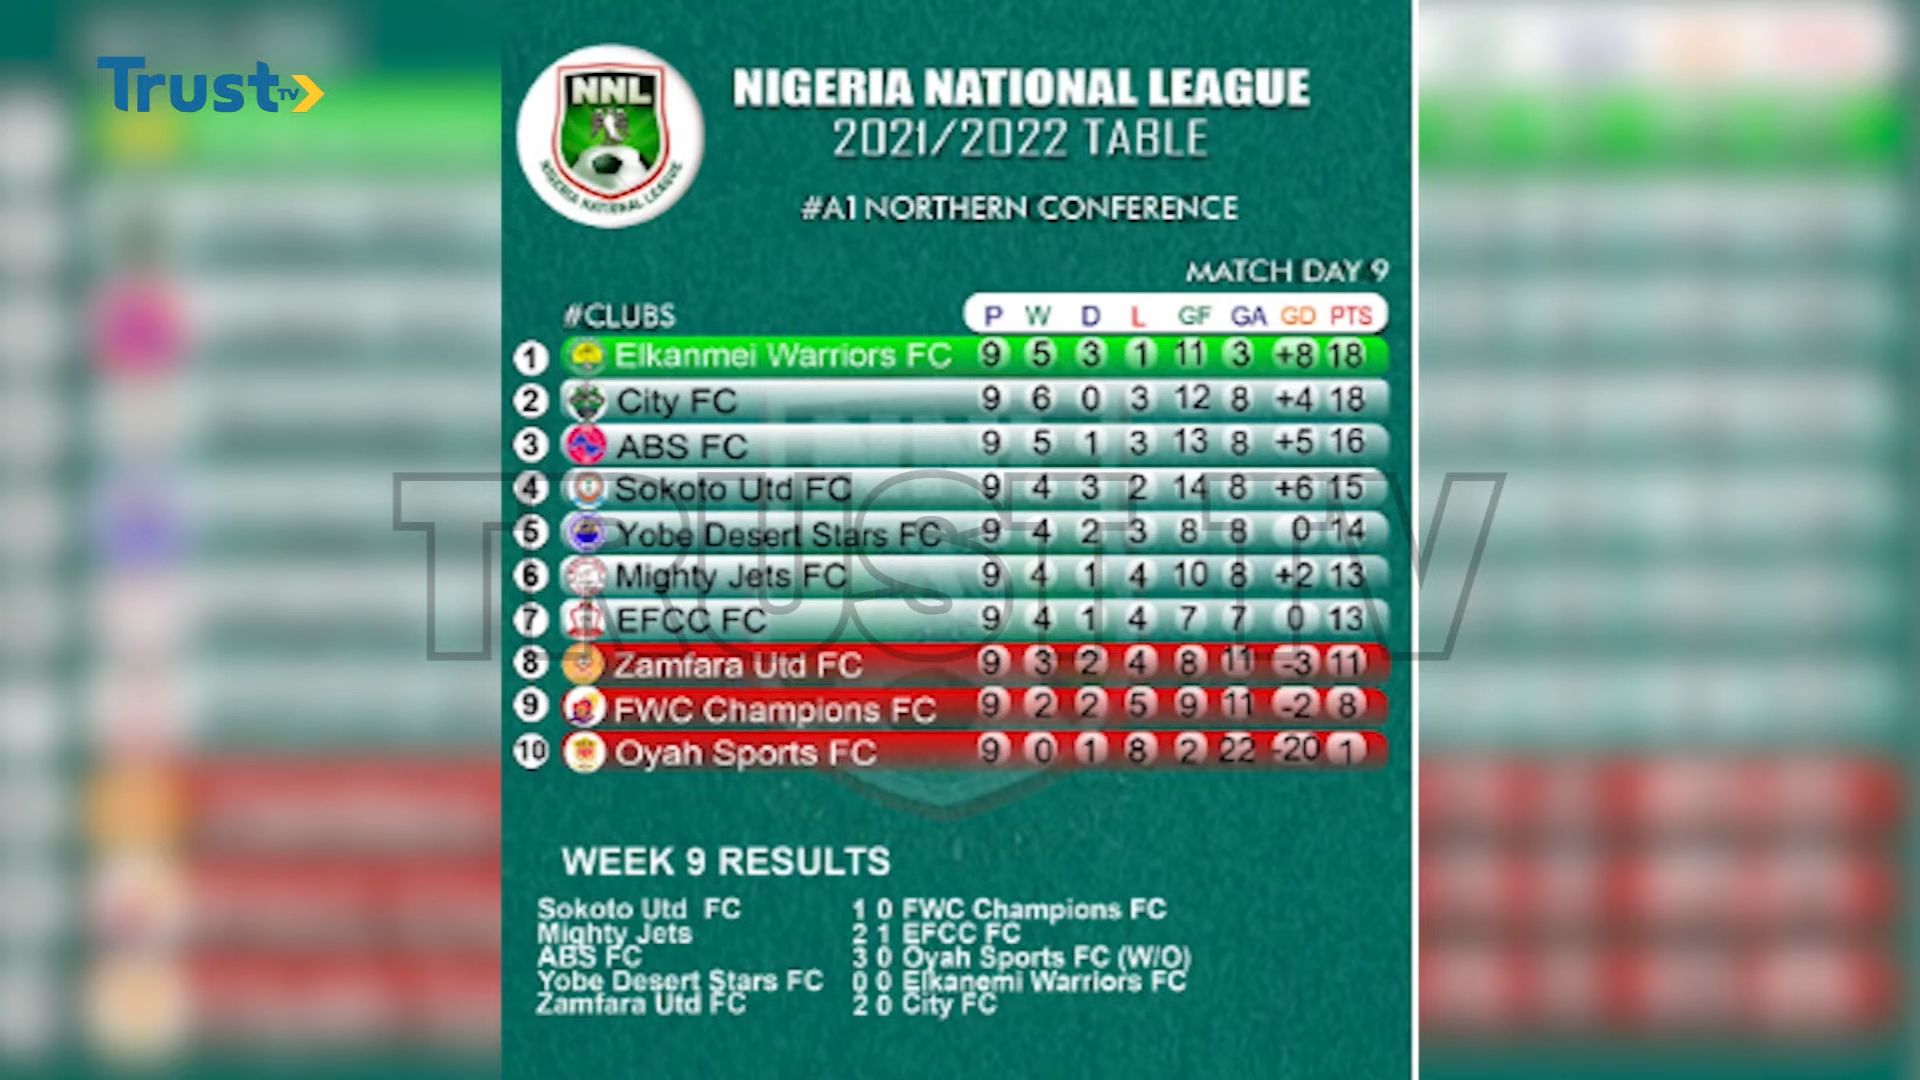 Trust TV
NNL
NIGERIA NATIONAL LEAGUE
NIGERIA NATIONAL LEAGUE
2021/2022 TABLE
#A1 NORTHERN CONFERENCE
MATCH DAY 9
#CLUBS P W D L GF GA GD PTS
1 Elkanmei Warriors FC 9 5 3 1 11 3 +8 18
2 City FC 9 6 0 3 12 8 +4 18
3 ABS FC 9 5 1 3 13 8 +5 16
4 Sokoto Utd FC 9 4 3 2 14 8 +6 15
5 Yobe Desert Stars FC 9 4 2 3 8 8 0 14
6 Mighty Jets FC 9 4 1 4 10 8 +2 13
7 EFCC FC 9 4 1 4 7 7 0 13
8 Zamfara Utd FC 9 3 2 4 8 11 -3 11
9 FWC Champions FC 9 2 2 5 9 11 -2 8
10 Oyah Sports FC 9 0 1 8 2 22 -20 1
TRUST TV
WEEK 9 RESULTS
Sokoto Utd FC 1 0 FWC Champions FC
Mighty Jets 2 1 EFCC FC
ABS FC 3 0 Oyah Sports FC (W/O)
Yobe Desert Stars FC 0 0 Elkanemi Warriors FC
Zamfara Utd FC 2 0 City FC